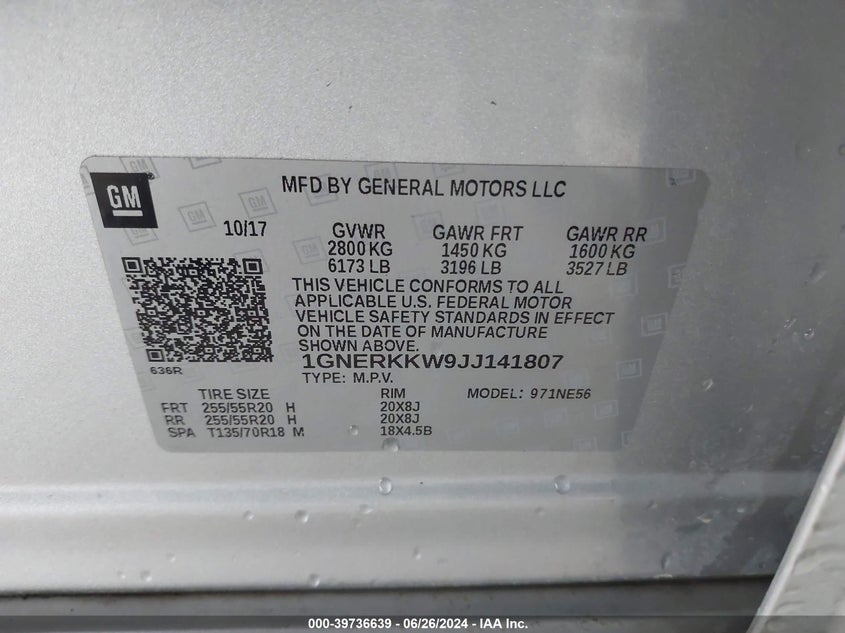 GM
MFD BY GENERAL MOTORS LLC
10/17
GVWR GAWR FRT GAWR RR
2800 KG 1450 KG 1600 KG
6173 LB 3196 LB 3527 LB
THIS VEHICLE CONFORMS TO ALL
APPLICABLE U.S. FEDERAL MOTOR
VEHICLE SAFETY STANDARDS IN EFFECT
ON THE DATE OF MANUFACTURE
SHOWN ABOVE.
636R
1GNERKKW9JJ141807
TYPE: M.P.V.
TIRE SIZE RIM MODEL: 971NE56
FRT 255/55R20 H 20X8J
RR 255/55R20 H 20X8J
SPA T135/70R18 M 18X4.5B
000-39736639 - 06/26/2024 - IAA Inc.